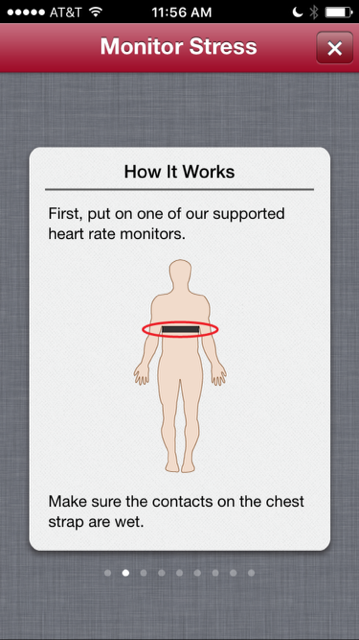 AT&T 11:56 AM
Monitor Stress
How It Works
First, put on one of our supported
heart rate monitors.
Make sure the contacts on the chest
strap are wet.